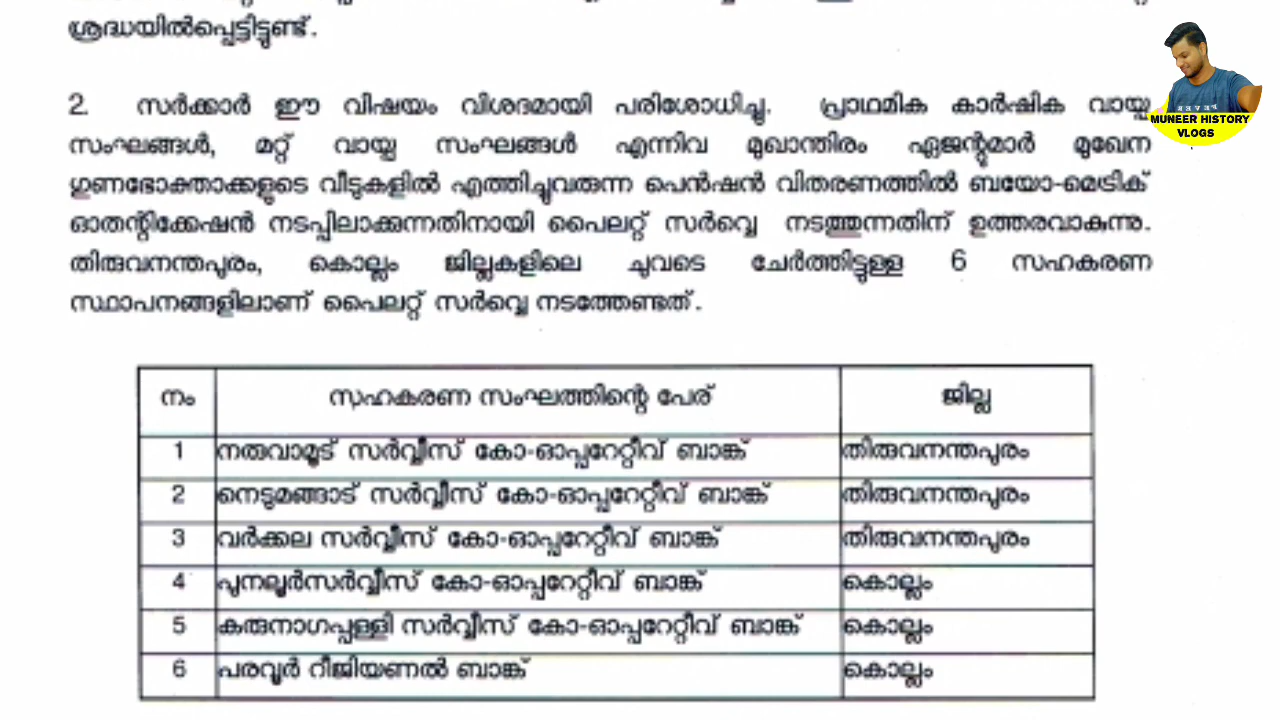 ശ്രദ്ധയിൽപ്പെട്ടിട്ടുണ്ട്.
2. സർക്കാർ ഈ വിഷയം വിശദമായി പരിശോധിച്ചു. പ്രാഥമിക കാർഷിക വായ്പ
സംഘങ്ങൾ, മറ്റ് വായ്പ സംഘങ്ങൾ എന്നിവ മുഖാന്തിരം ഏജന്റുമാർ മുഖേന
ഗുണഭോക്താക്കളുടെ വീടുകളിൽ എത്തിച്ചുവരുന്ന പെൻഷൻ വിതരണത്തിൽ ബയോ-മെട്രിക്
ഓതന്റിക്കേഷൻ നടപ്പിലാക്കുന്നതിനായി പൈലറ്റ് സർവ്വെ നടത്തുന്നതിന് ഉത്തരവാകുന്നു.
തിരുവനന്തപുരം, കൊല്ലം ജില്ലകളിലെ ചുവടെ ചേർത്തിട്ടുള്ള 6 സഹകരണ
സ്ഥാപനങ്ങളിലാണ് പൈലറ്റ് സർവ്വെ നടത്തേണ്ടത്.
നം സഹകരണ സംഘത്തിന്റെ പേര് ജില്ല
1 നരുവാമൂട് സർവ്വീസ് കോ-ഓപ്പറേറ്റീവ് ബാങ്ക് തിരുവനന്തപുരം
2 നെടുമങ്ങാട് സർവ്വീസ് കോ-ഓപ്പറേറ്റീവ് ബാങ്ക് തിരുവനന്തപുരം
3 വർക്കല സർവ്വീസ് കോ-ഓപ്പറേറ്റീവ് ബാങ്ക് തിരുവനന്തപുരം
4 പുനലൂർസർവ്വീസ് കോ-ഓപ്പറേറ്റീവ് ബാങ്ക് കൊല്ലം
5 കരുനാഗപ്പള്ളി സർവ്വീസ് കോ-ഓപ്പറേറ്റീവ് ബാങ്ക് കൊല്ലം
6 പരവൂർ റീജിയണൽ ബാങ്ക് കൊല്ലം
MUNEER HISTORY
VLOGS